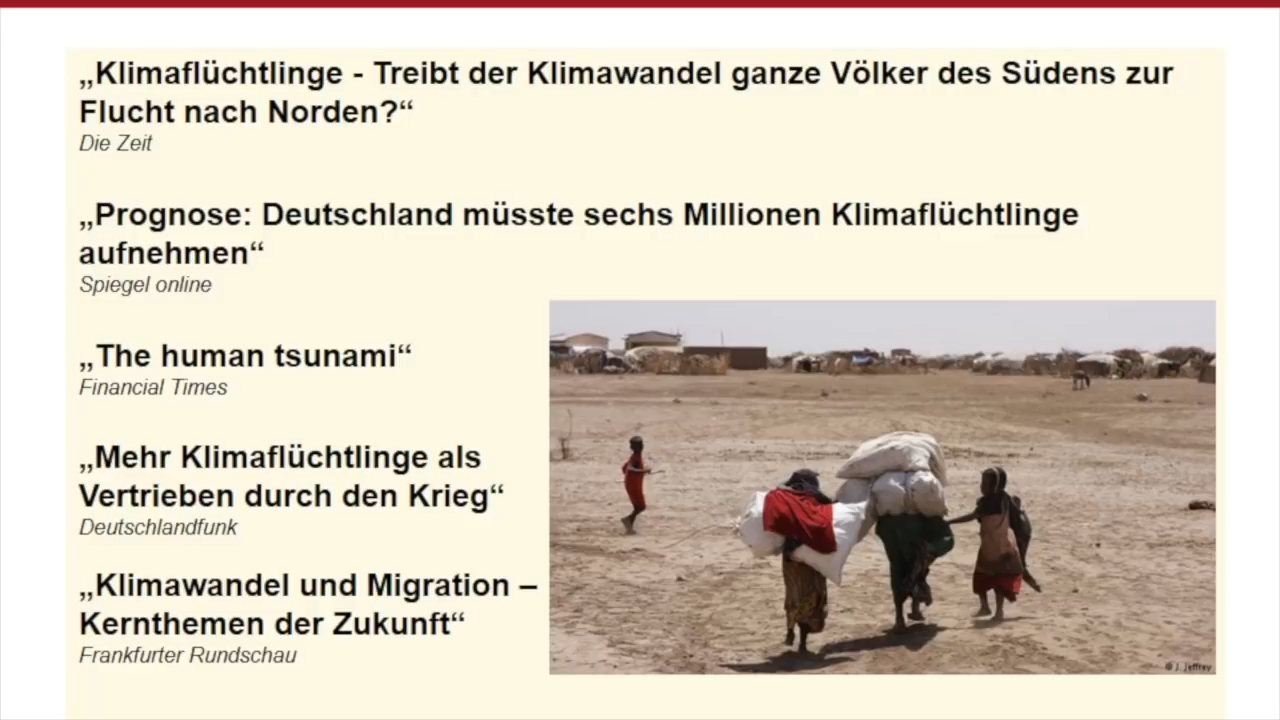 „Klimaflüchtlinge - Treibt der Klimawandel ganze Völker des Südens zur
Flucht nach Norden?“
Die Zeit
„Prognose: Deutschland müsste sechs Millionen Klimaflüchtlinge
aufnehmen“
Spiegel online
„The human tsunami“
Financial Times
„Mehr Klimaflüchtlinge als
Vertrieben durch den Krieg“
Deutschlandfunk
„Klimawandel und Migration –
Kernthemen der Zukunft“
Frankfurter Rundschau
© J. Jeffrey